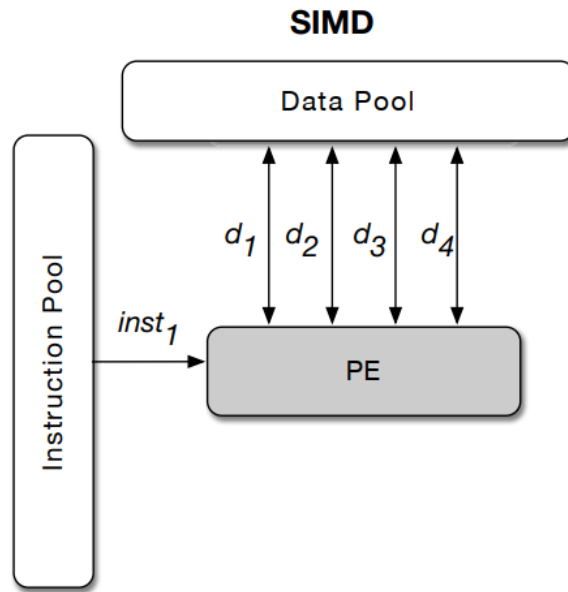 SIMD
Data Pool
d1 d2 d3 d4
Instruction Pool
inst1
PE